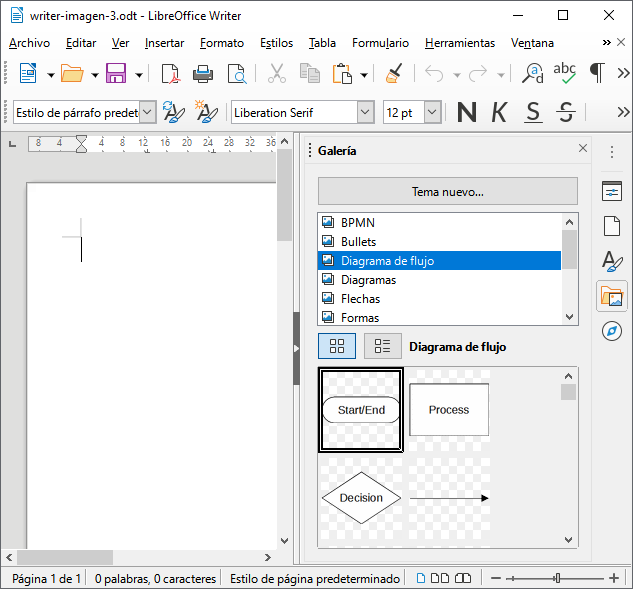 writer-imagen-3.odt - LibreOffice Writer
Archivo Editar Ver Insertar Formato Estilos Tabla Formulario Herramientas Ventana »
abc ¶ »
Estilo de párrafo predet Liberation Serif 12 pt N K S S »
8 4 4 8 12 16 20 24 28 32 36
Galería
Tema nuevo...
BPMN
Bullets
Diagrama de flujo
Diagramas
Flechas
Formas
Diagrama de flujo
Start/End Process
Decision
Página 1 de 1 0 palabras, 0 caracteres Estilo de página predeterminado